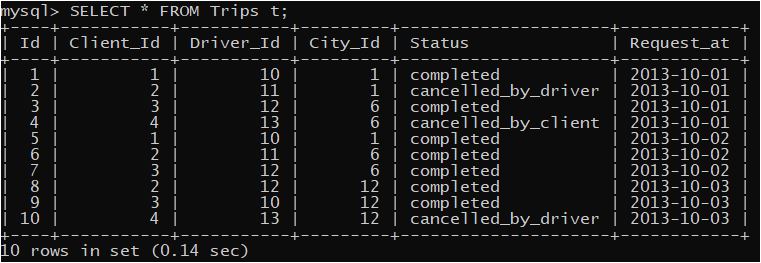 mysql> SELECT * FROM Trips t;
+----+-----------+-----------+---------+---------------------+------------+
| Id | Client_Id | Driver_Id | City_Id | Status              | Request_at |
+----+-----------+-----------+---------+---------------------+------------+
|  1 |         1 |        10 |       1 | completed           | 2013-10-01 |
|  2 |         2 |        11 |       1 | cancelled_by_driver | 2013-10-01 |
|  3 |         3 |        12 |       6 | completed           | 2013-10-01 |
|  4 |         4 |        13 |       6 | cancelled_by_client | 2013-10-01 |
|  5 |         1 |        10 |       1 | completed           | 2013-10-02 |
|  6 |         2 |        11 |       6 | completed           | 2013-10-02 |
|  7 |         3 |        12 |       6 | completed           | 2013-10-02 |
|  8 |         2 |        12 |      12 | completed           | 2013-10-03 |
|  9 |         3 |        10 |      12 | completed           | 2013-10-03 |
| 10 |         4 |        13 |      12 | cancelled_by_driver | 2013-10-03 |
+----+-----------+-----------+---------+---------------------+------------+
10 rows in set (0.14 sec)